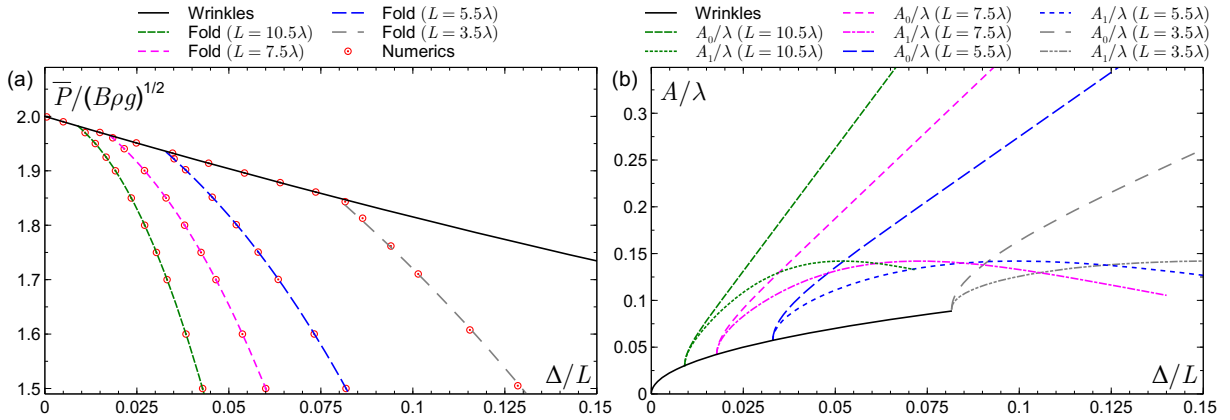 Wrinkles
Fold (L = 10.5λ)
Fold (L = 7.5λ)
Fold (L = 5.5λ)
Fold (L = 3.5λ)
Numerics
(a)
P̅/(Bρg)^{1/2}
2.0
1.9
1.8
1.7
1.6
1.5
0
0.025
0.05
0.075
0.1
0.125
0.15
Δ/L
Wrinkles
A₀/λ (L = 10.5λ)
A₁/λ (L = 10.5λ)
A₀/λ (L = 7.5λ)
A₁/λ (L = 7.5λ)
A₀/λ (L = 5.5λ)
A₁/λ (L = 5.5λ)
A₀/λ (L = 3.5λ)
A₁/λ (L = 3.5λ)
(b)
A/λ
0.3
0.25
0.2
0.15
0.1
0.05
0
0
0.025
0.05
0.075
0.1
0.125
0.15
Δ/L